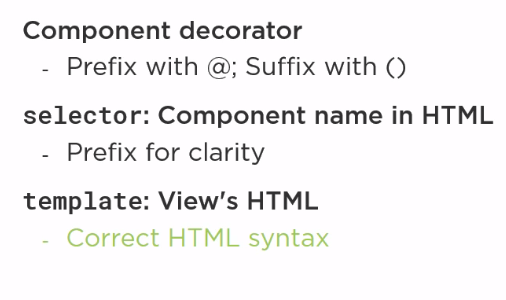 Component decorator
- Prefix with @; Suffix with ()
selector: Component name in HTML
- Prefix for clarity
template: View's HTML
- Correct HTML syntax